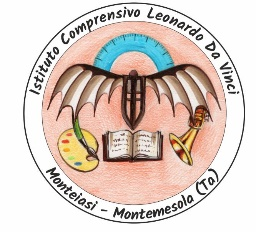 Istituto Comprensivo Leonardo Da Vinci
Monteiasi - Montemesola (Ta)